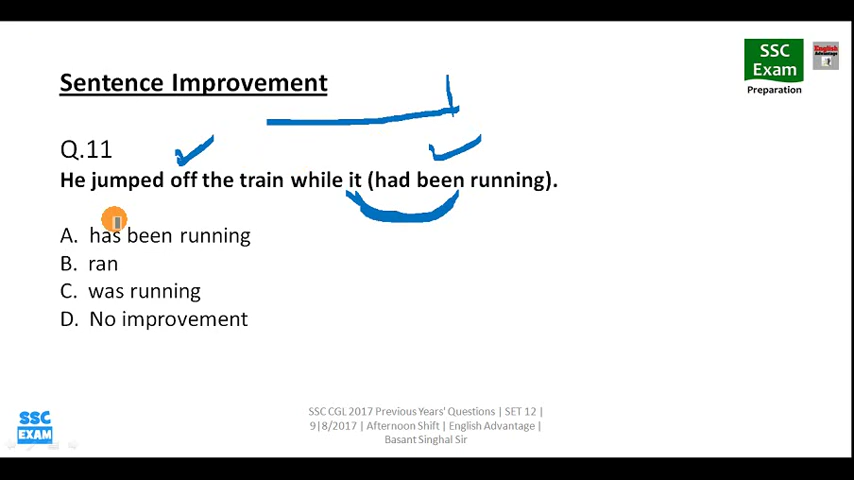 SSC
Exam
Preparation
English
Advantage
Sentence Improvement
Q.11
He jumped off the train while it (had been running).
A. has been running
B. ran
C. was running
D. No improvement
SSC
EXAM
SSC CGL 2017 Previous Years' Questions | SET 12 |
9|8/2017 | Afternoon Shift | English Advantage |
Basant Singhal Sir